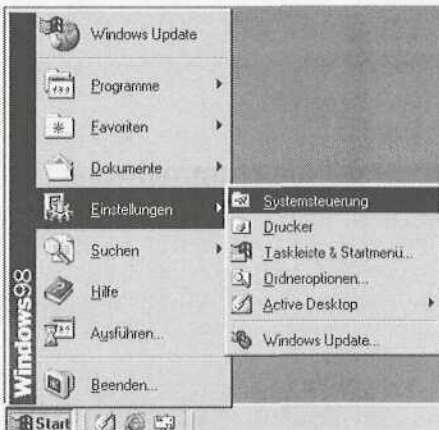 Windows Update
Programme
Favoriten
Dokumente
Einstellungen
Suchen
Hilfe
Ausführen...
Beenden...
Windows98
Systemsteuerung
Drucker
Taskleiste & Startmenü...
Ordneroptionen...
Active Desktop
Windows Update...
Start